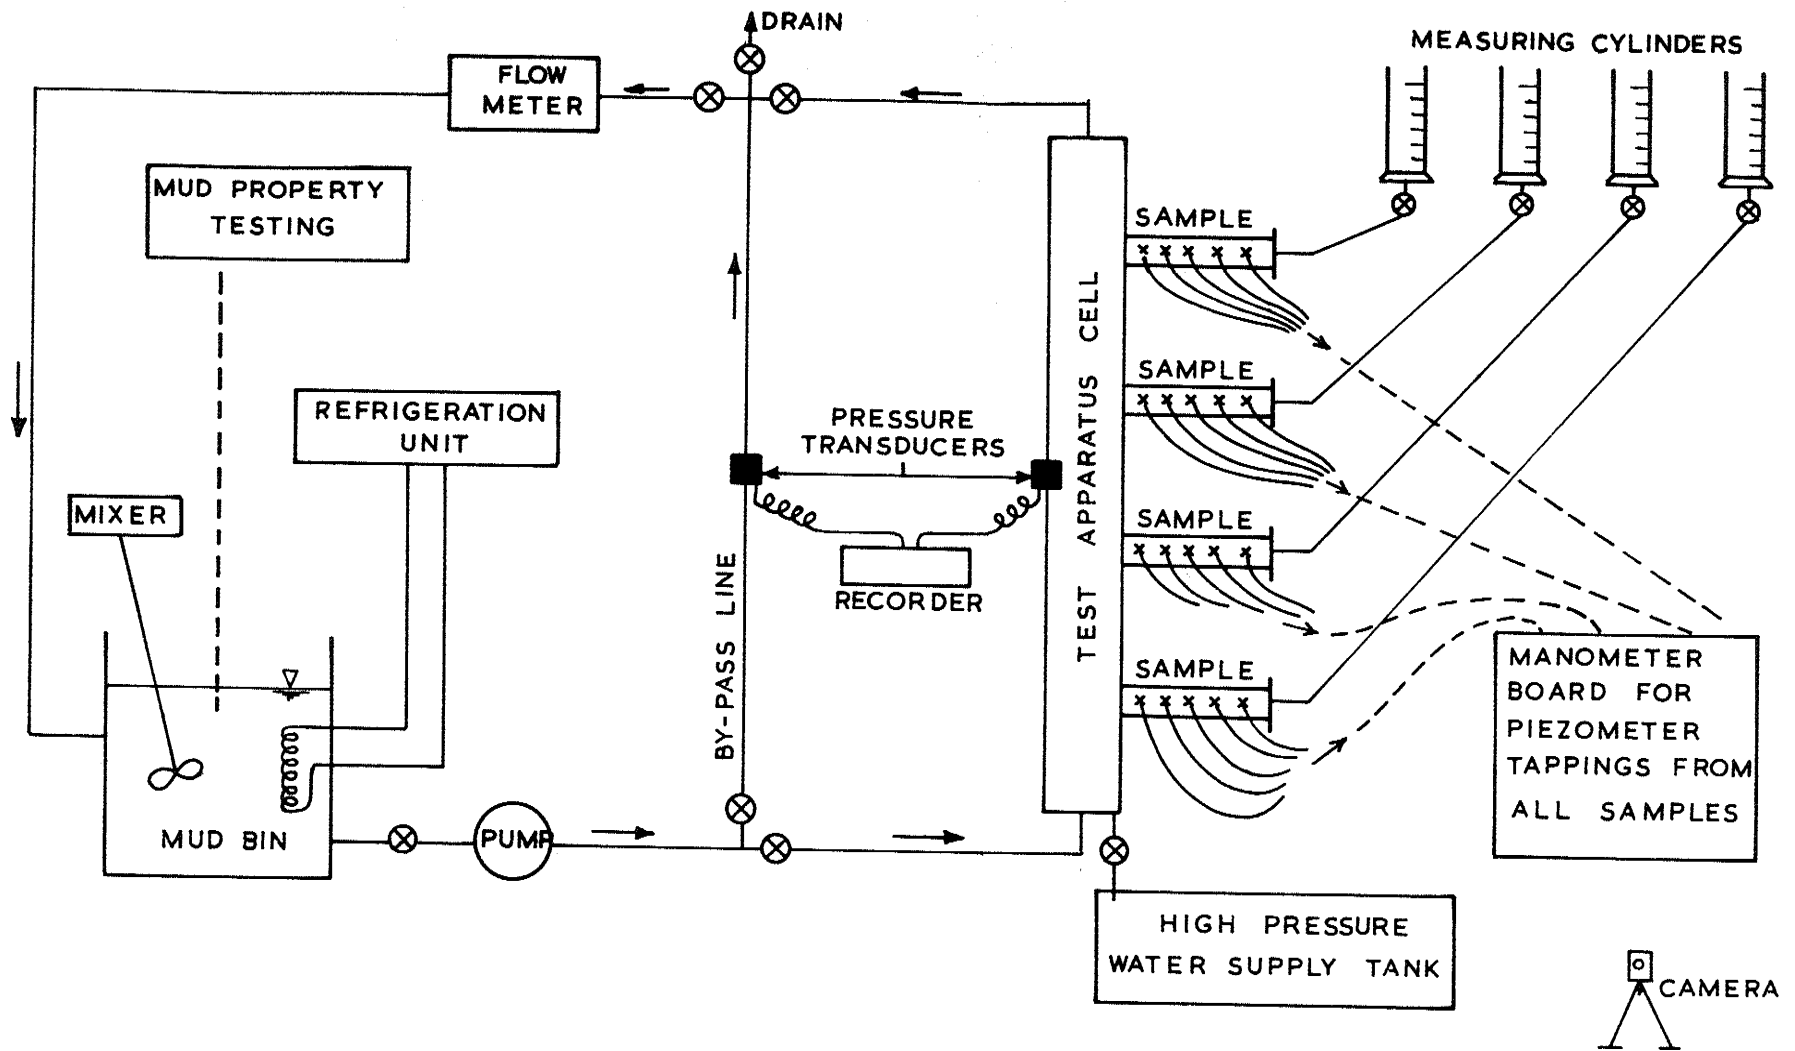 DRAIN
MEASURING CYLINDERS
FLOW
METER
MUD PROPERTY
TESTING
SAMPLE
REFRIGERATION
UNIT
PRESSURE
TRANSDUCERS
SAMPLE
TEST APPARATUS CELL
MIXER
SAMPLE
RECORDER
BY-PASS LINE
SAMPLE
MANOMETER
BOARD FOR
PIEZOMETER
TAPPINGS FROM
ALL SAMPLES
MUD BIN
PUMP
HIGH PRESSURE
WATER SUPPLY TANK
CAMERA